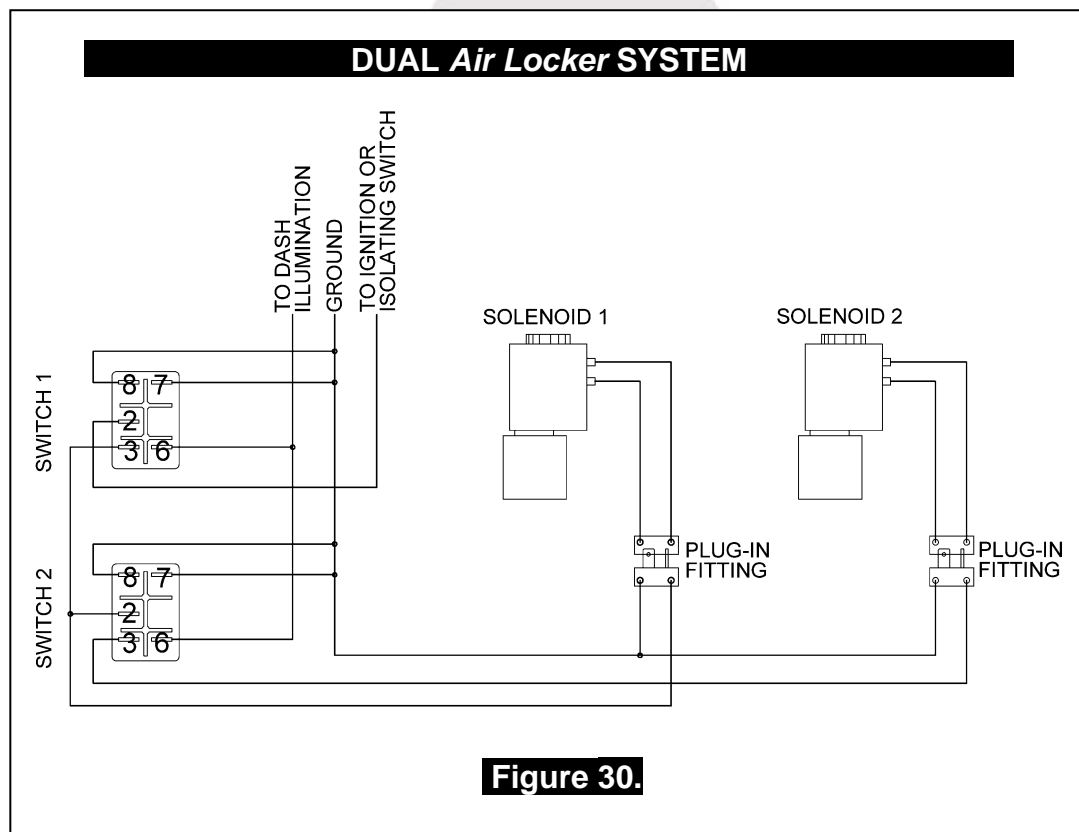 DUAL Air Locker SYSTEM
TO DASH
ILLUMINATION
GROUND
TO IGNITION OR
ISOLATING SWITCH
SOLENOID 1
SOLENOID 2
SWITCH 1
8 7
2
3 6
SWITCH 2
8 7
2
3 6
PLUG-IN
FITTING
PLUG-IN
FITTING
Figure 30.